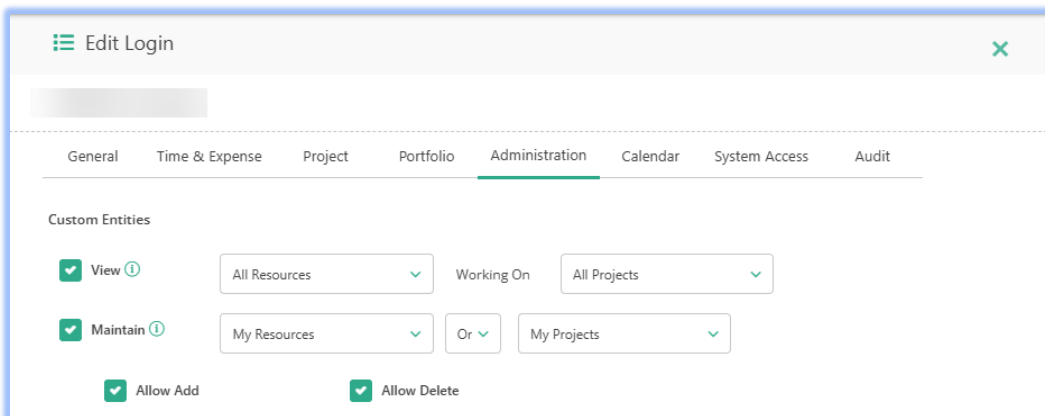 Edit Login
General Time & Expense Project Portfolio Administration Calendar System Access Audit
Custom Entities
View All Resources Working On All Projects
Maintain My Resources Or My Projects
Allow Add Allow Delete